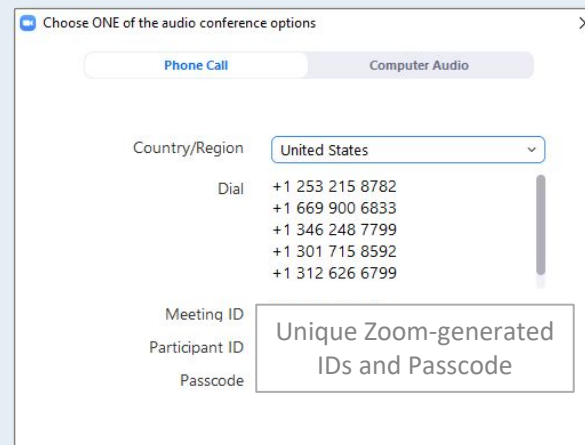 Choose ONE of the audio conference options
Phone Call Computer Audio
Country/Region United States
Dial +1 253 215 8782
+1 669 900 6833
+1 346 248 7799
+1 301 715 8592
+1 312 626 6799
Meeting ID
Participant ID
Passcode
Unique Zoom-generated
IDs and Passcode